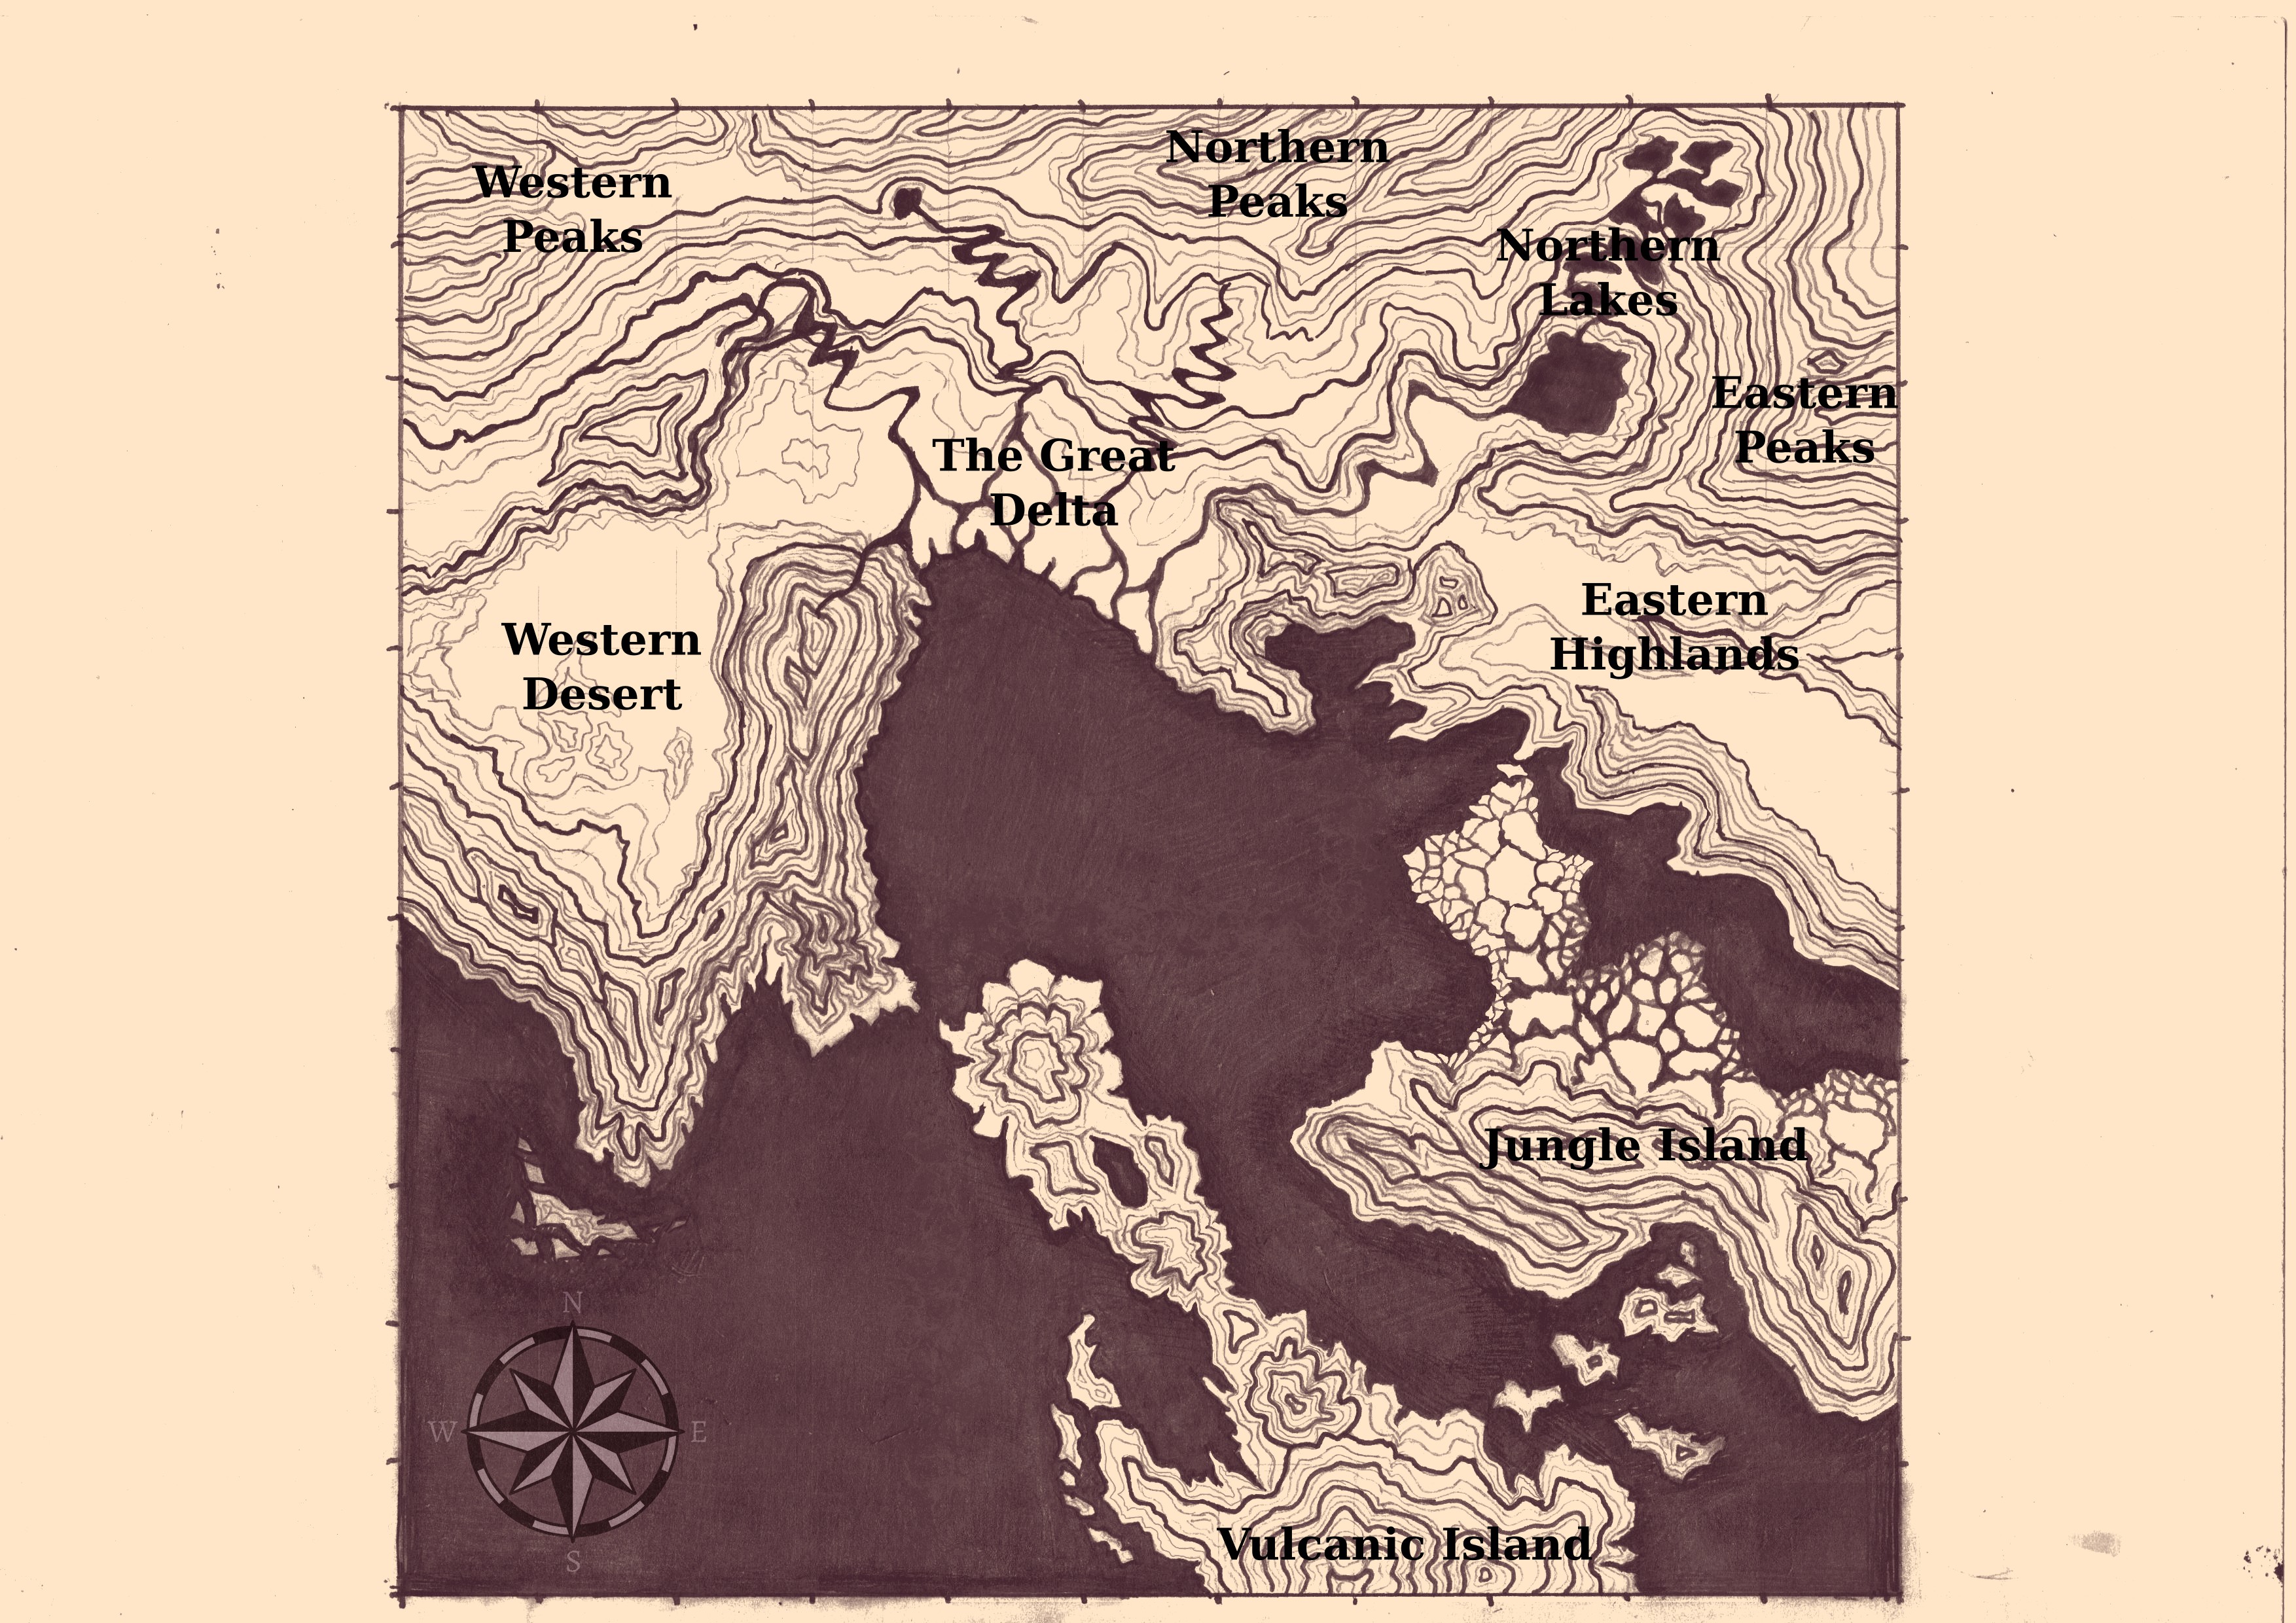 Northern
Peaks
Western
Peaks
Northern
Lakes
Eastern
Peaks
The Great
Delta
Eastern
Highlands
Western
Desert
Jungle Island
N
W
E
S
Vulcanic Island